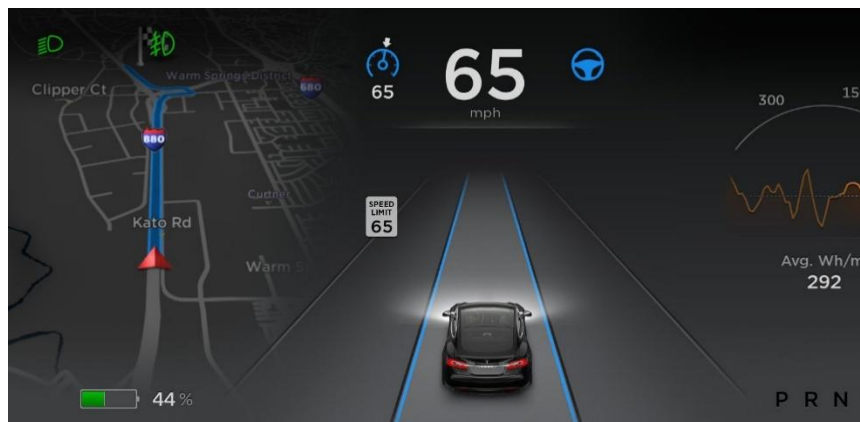 Clipper Ct
Warm Springs District
680
880
Curtner
Kato Rd
Warm S
44 %
65
65
mph
SPEED
LIMIT
65
300
15
Avg. Wh/m
292
P R N